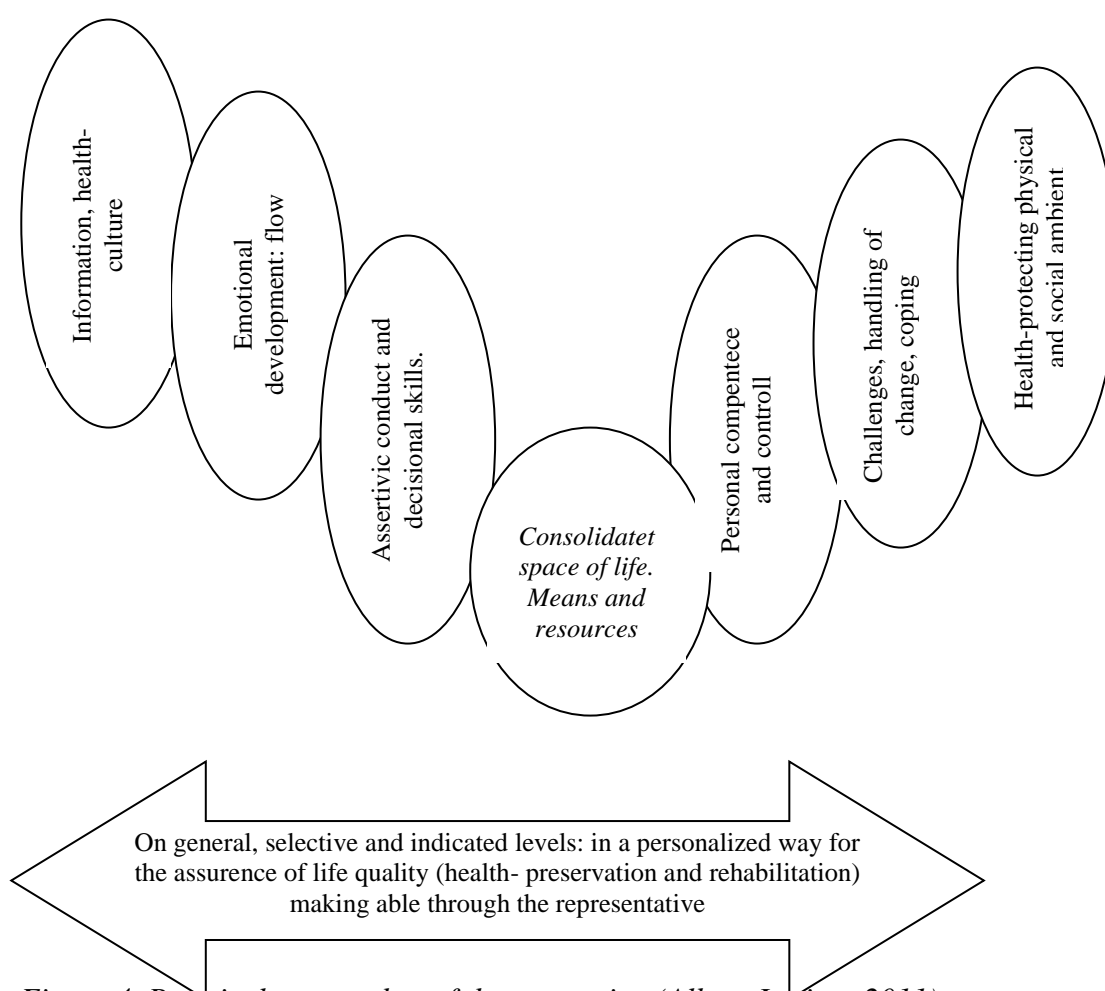 Information, health-
culture
Emotional
development: flow
Assertivic conduct and
decisional skills.
Consolidatet
space of life.
Means and
resources
Personal compentece
and controll
Challenges, handling of
change, coping
Health-protecting physical
and social ambient
On general, selective and indicated levels: in a personalized way for
the assurence of life quality (health- preservation and rehabilitation)
making able through the representative
2011)